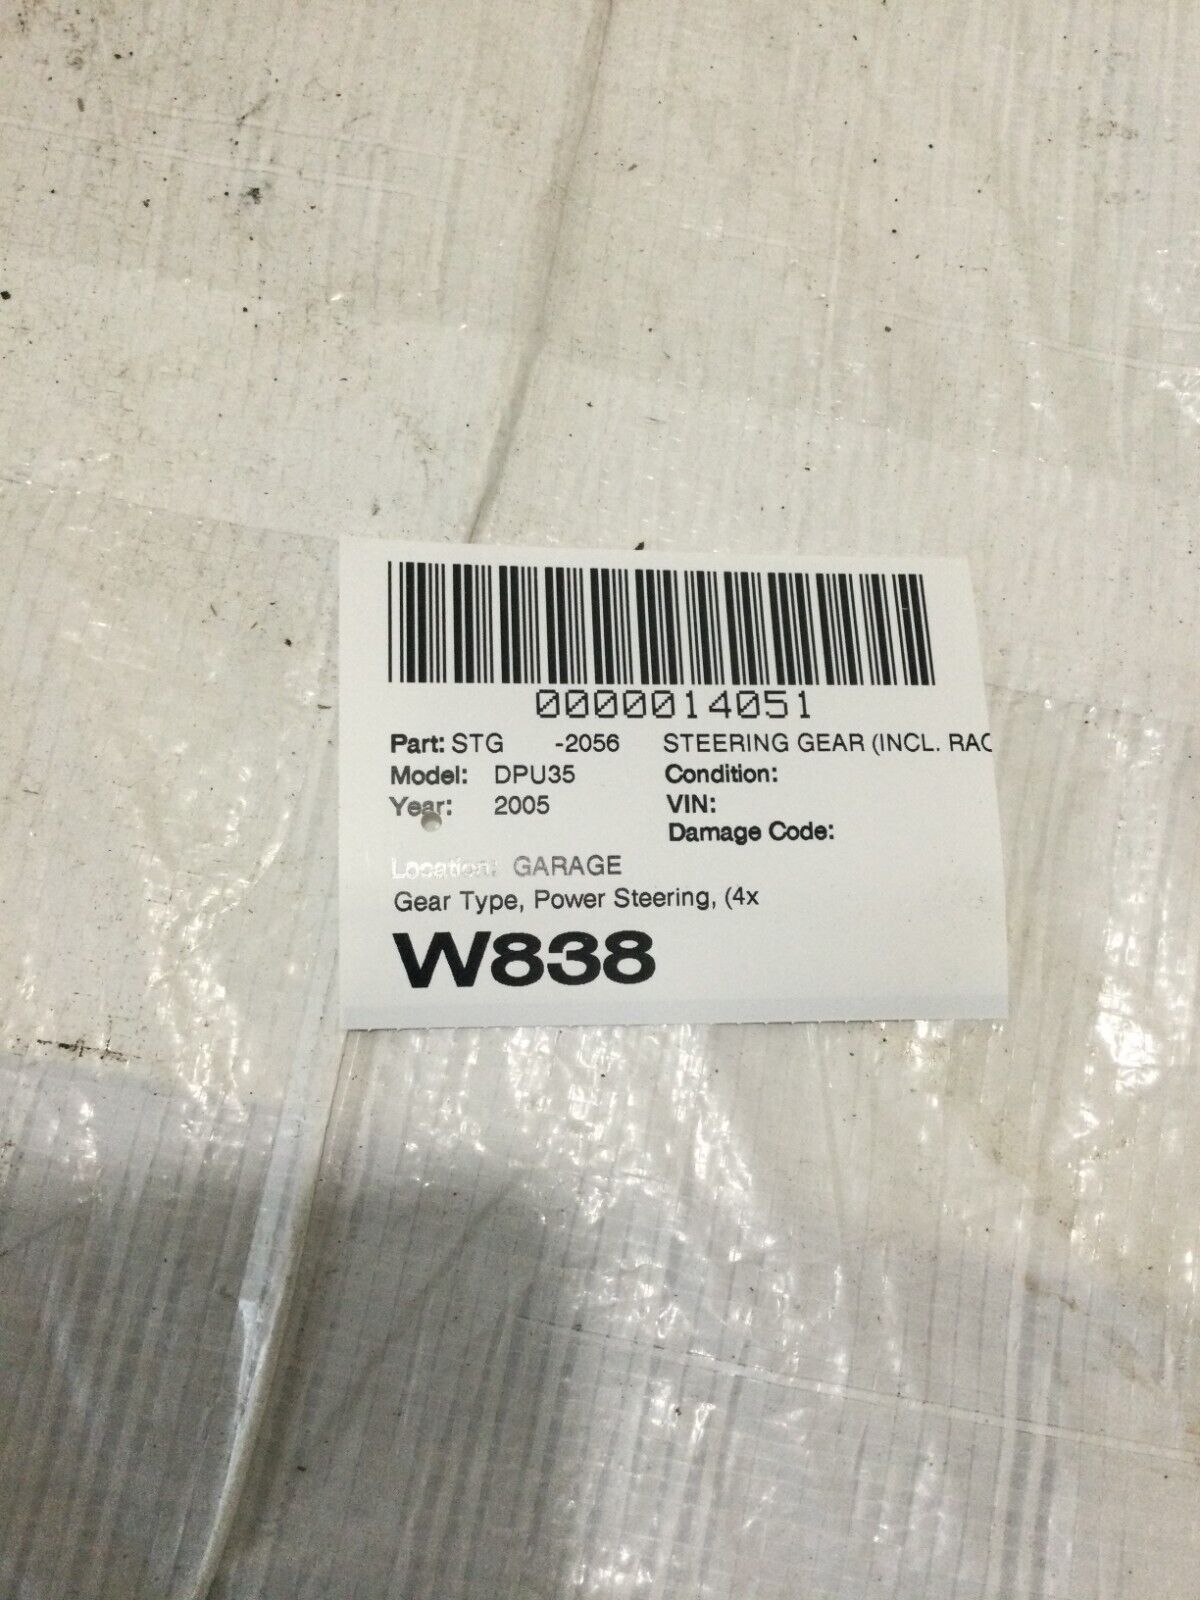 0000014051
Part: STG -2056 STEERING GEAR (INCL. RAC
Model: DPU35 Condition:
Year: 2005 VIN:
Damage Code:
Location: GARAGE
Gear Type, Power Steering, (4x
W838